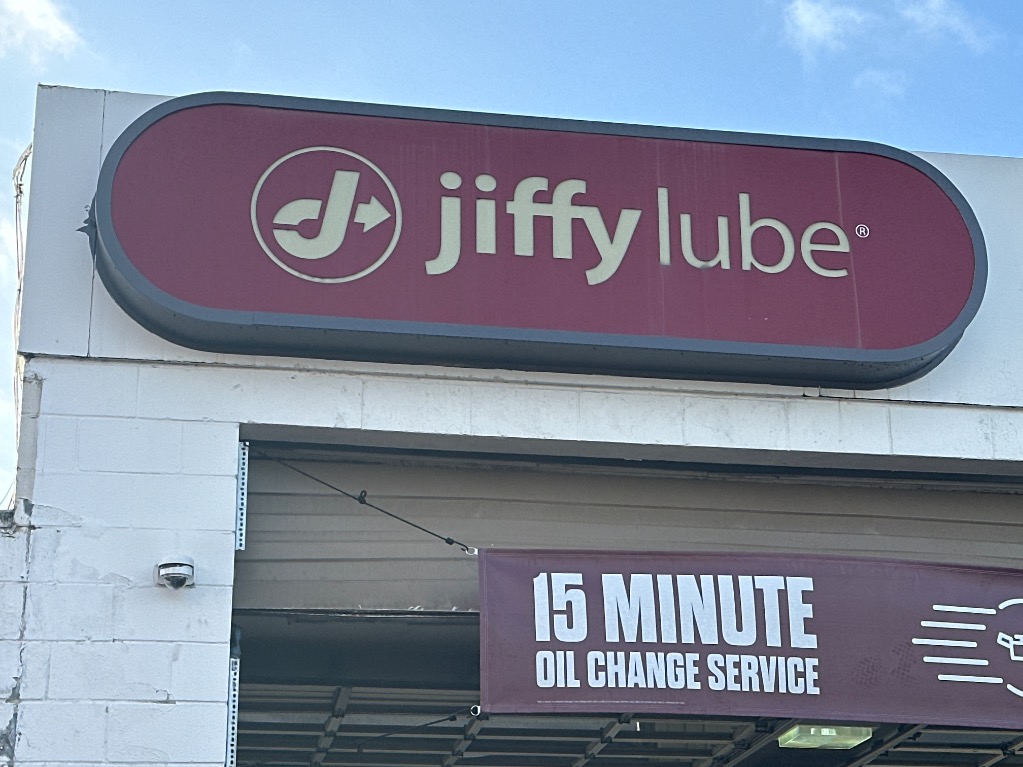 jiffy lube®
15 MINUTE
OIL CHANGE SERVICE